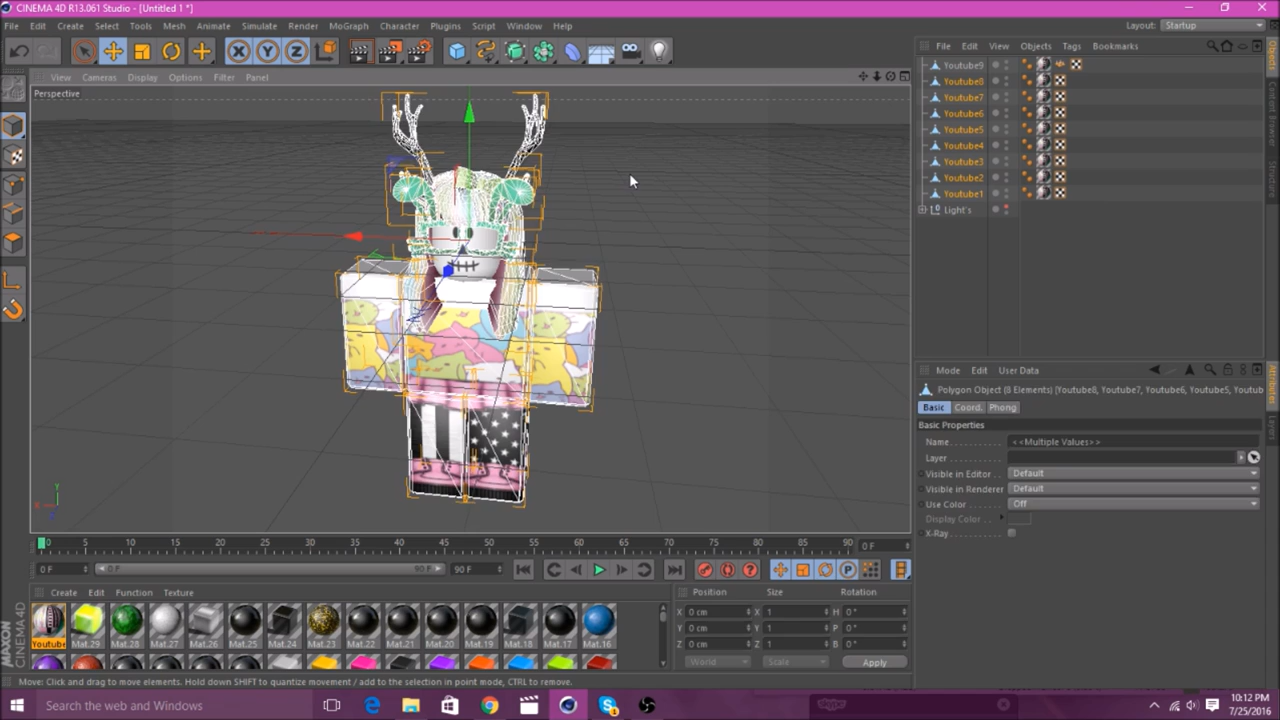 CINEMA 4D R13.061 Studio - [Untitled 1 *]
File Edit Create Select Tools Mesh Animate Simulate Render MoGraph Character Plugins Script Window Help
Layout: Startup
X Y Z
View Cameras Display Options Filter Panel
Perspective
File Edit View Objects Tags Bookmarks
Youtube9
Youtube8
Youtube7
Youtube6
Youtube5
Youtube4
Youtube3
Youtube2
Youtube1
Light's
Objects
Content Browser
Structure
Mode Edit User Data
Polygon Object (8 Elements) [Youtube8, Youtube7, Youtube6, Youtube5, Youtub
Basic Coord. Phong
Basic Properties
Name <<Multiple Values>>
Layer
Visible in Editor Default
Visible in Renderer Default
Use Color Off
Display Color
X-Ray
Attributes
Layers
0 5 10 15 20 25 30 35 40 45 50 55 60 65 70 75 80 85 90 0 F
0 F 0 F 90 F 90 F
Create Edit Function Texture
Youtube Mat.29 Mat.28 Mat.27 Mat.26 Mat.25 Mat.24 Mat.23 Mat.22 Mat.21 Mat.20 Mat.19 Mat.18 Mat.17 Mat.16
Position Size Rotation
X 0 cm X 1 H 0 °
Y 0 cm Y 1 P 0 °
Z 0 cm Z 1 B 0 °
World Scale Apply
MAXON
CINEMA 4D
Move: Click and drag to move elements. Hold down SHIFT to quantize movement / add to the selection in point mode, CTRL to remove.
Search the web and Windows
10:12 PM
7/25/2016